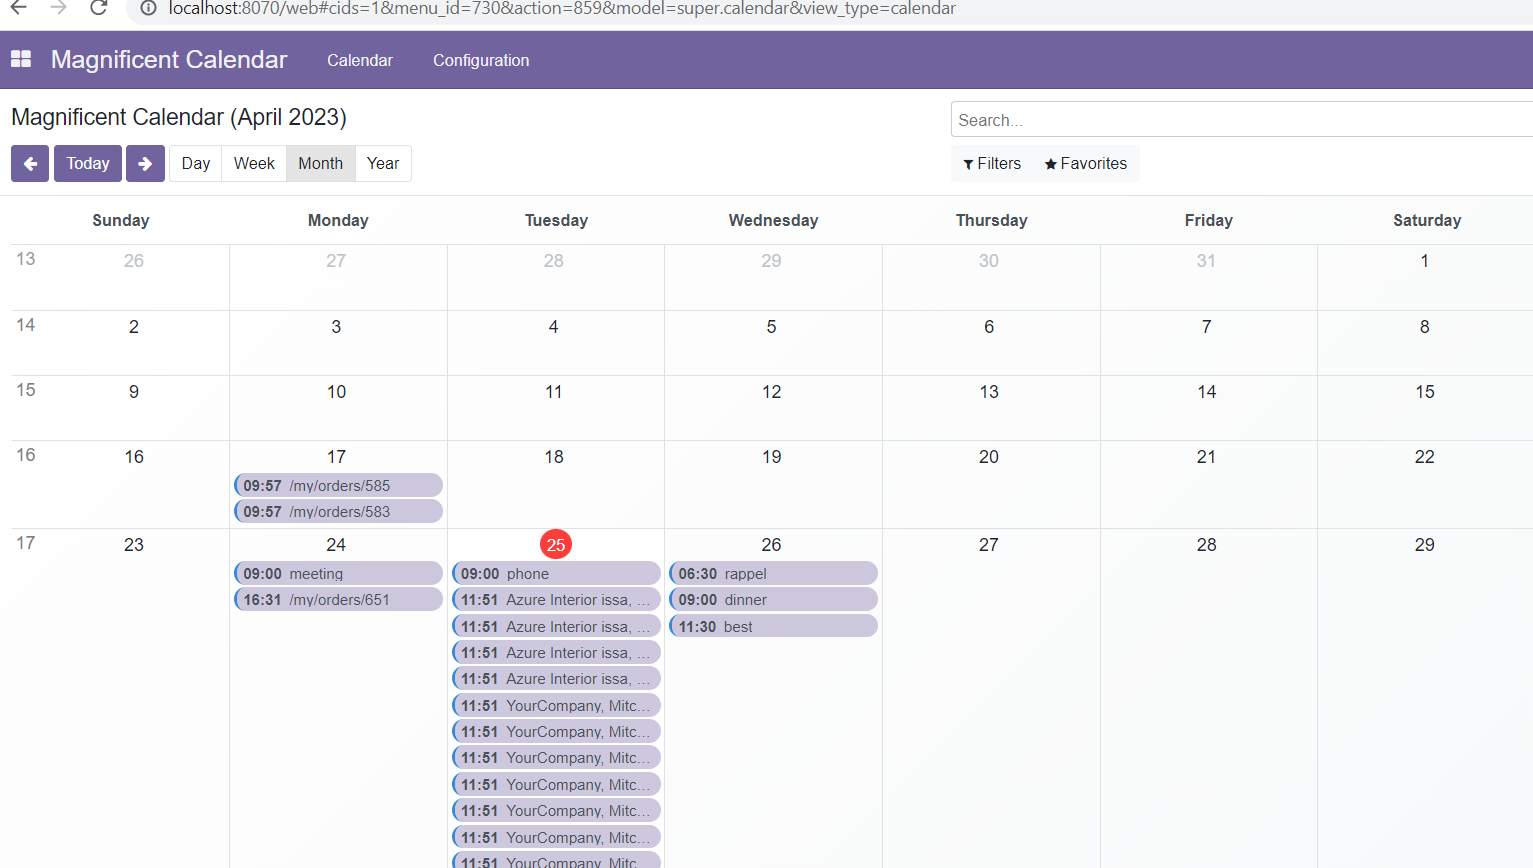 localhost:8070/web#cids=1&menu_id=730&action=859&model=super.calendar&view_type=calendar
Magnificent Calendar Calendar Configuration
Magnificent Calendar (April 2023) Search...
Today Day Week Month Year Filters Favorites
Sunday Monday Tuesday Wednesday Thursday Friday Saturday
13 26 27 28 29 30 31 1
14 2 3 4 5 6 7 8
15 9 10 11 12 13 14 15
16 16 17 18 19 20 21 22
09:57 /my/orders/585
09:57 /my/orders/583
17 23 24 25 26 27 28 29
09:00 meeting 09:00 phone 06:30 rappel
16:31 /my/orders/651 11:51 Azure Interior issa, ... 09:00 dinner
11:51 Azure Interior issa, ... 11:30 best
11:51 Azure Interior issa, ...
11:51 Azure Interior issa, ...
11:51 YourCompany, Mitc...
11:51 YourCompany, Mitc...
11:51 YourCompany, Mitc...
11:51 YourCompany, Mitc...
11:51 YourCompany, Mitc...
11:51 YourCompany, Mitc...
11:51 YourCompany, Mitc...